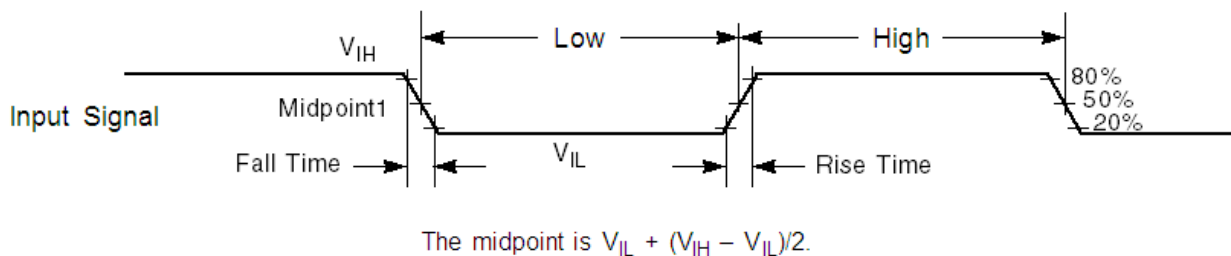 Low
High
V_IH
80%
Midpoint1
50%
Input Signal
20%
Fall Time
V_IL
Rise Time
The midpoint is V_IL + (V_IH – V_IL)/2.